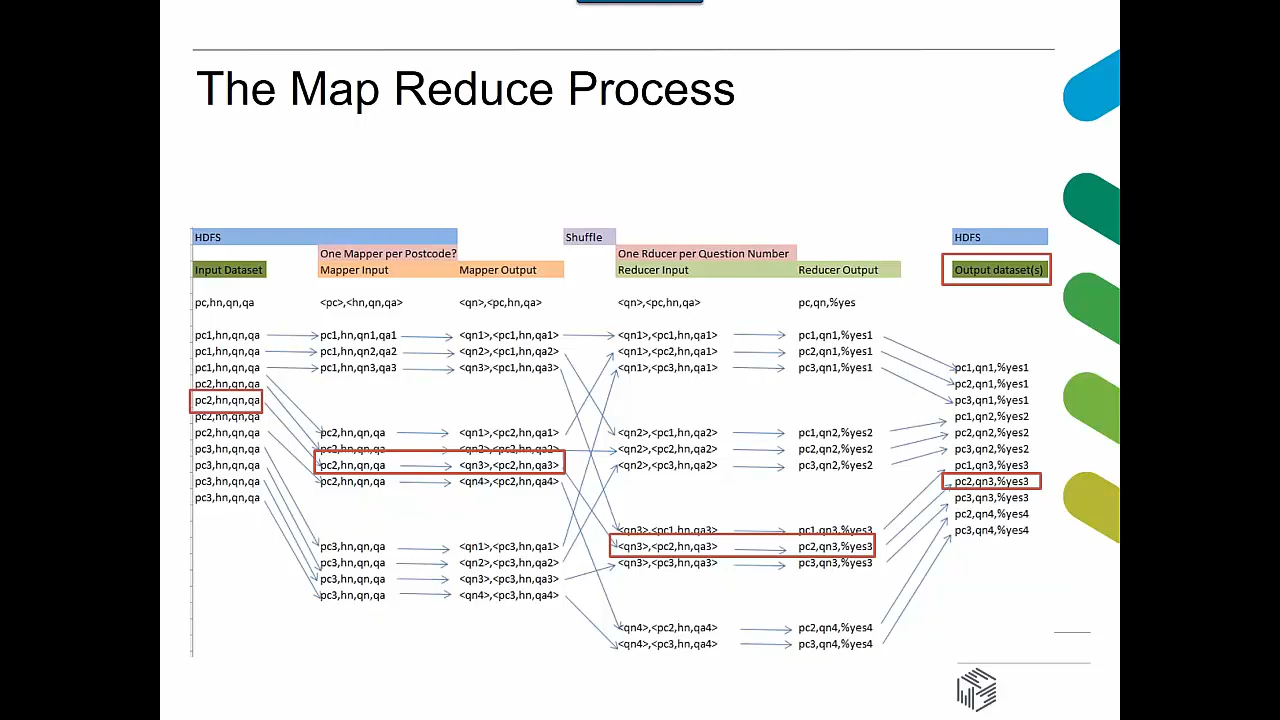 The Map Reduce Process
HDFS Shuffle HDFS
One Mapper per Postcode? One Rducer per Question Number
Input Dataset Mapper Input Mapper Output Reducer Input Reducer Output Output dataset(s)
pc,hn,qn,qa <pc>,<hn,qn,qa> <qn>,<pc,hn,qa> <qn>,<pc,hn,qa> pc,qn,%yes
pc1,hn,qn,qa pc1,hn,qn1,qa1 <qn1>,<pc1,hn,qa1> <qn1>,<pc1,hn,qa1> pc1,qn1,%yes1
pc1,hn,qn,qa pc1,hn,qn2,qa2 <qn2>,<pc1,hn,qa2> <qn1>,<pc2,hn,qa1> pc2,qn1,%yes1
pc1,hn,qn,qa pc1,hn,qn3,qa3 <qn3>,<pc1,hn,qa3> <qn1>,<pc3,hn,qa1> pc3,qn1,%yes1 pc1,qn1,%yes1
pc2,hn,qn,qa pc2,qn1,%yes1
pc2,hn,qn,qa pc3,qn1,%yes1
pc2,hn,qn,qa pc1,qn2,%yes2
pc2,hn,qn,qa pc2,hn,qn,qa <qn1>,<pc2,hn,qa1> <qn2>,<pc1,hn,qa2> pc1,qn2,%yes2 pc2,qn2,%yes2
pc3,hn,qn,qa pc2,hn,qn,qa <qn2>,<pc2,hn,qa2> <qn2>,<pc2,hn,qa2> pc2,qn2,%yes2 pc3,qn2,%yes2
pc3,hn,qn,qa pc2,hn,qn,qa <qn3>,<pc2,hn,qa3> <qn2>,<pc3,hn,qa2> pc3,qn2,%yes2 pc1,qn3,%yes3
pc3,hn,qn,qa pc2,hn,qn,qa <qn4>,<pc2,hn,qa4> pc2,qn3,%yes3
pc3,hn,qn,qa pc3,qn3,%yes3
pc2,qn4,%yes4
<qn3>,<pc1,hn,qa3> pc1,qn3,%yes3 pc3,qn4,%yes4
pc3,hn,qn,qa <qn1>,<pc3,hn,qa1> <qn3>,<pc2,hn,qa3> pc2,qn3,%yes3
pc3,hn,qn,qa <qn2>,<pc3,hn,qa2> <qn3>,<pc3,hn,qa3> pc3,qn3,%yes3
pc3,hn,qn,qa <qn3>,<pc3,hn,qa3>
pc3,hn,qn,qa <qn4>,<pc3,hn,qa4>
<qn4>,<pc2,hn,qa4> pc2,qn4,%yes4
<qn4>,<pc3,hn,qa4> pc3,qn4,%yes4